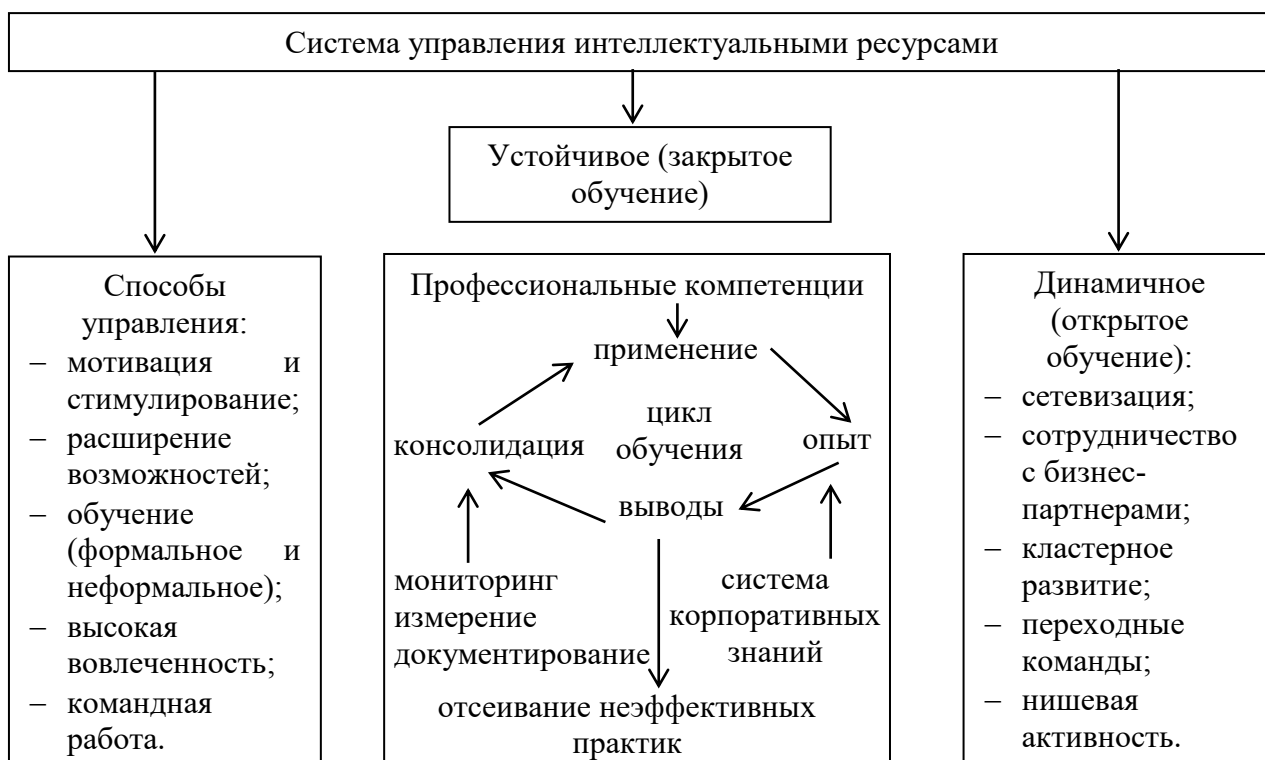 Система управления интеллектуальными ресурсами
Устойчивое (закрытое
обучение)
Способы
управления:
– мотивация и
стимулирование;
– расширение
возможностей;
– обучение
(формальное и
неформальное);
– высокая
вовлеченность;
– командная
работа.
Профессиональные компетенции
применение
цикл
обучения
консолидация
опыт
выводы
мониторинг
измерение
документирование
система
корпоративных
знаний
отсеивание неэффективных
практик
Динамичное
(открытое
обучение):
– сетевизация;
– сотрудничество
с бизнес-
партнерами;
– кластерное
развитие;
– переходные
команды;
– нишевая
активность.